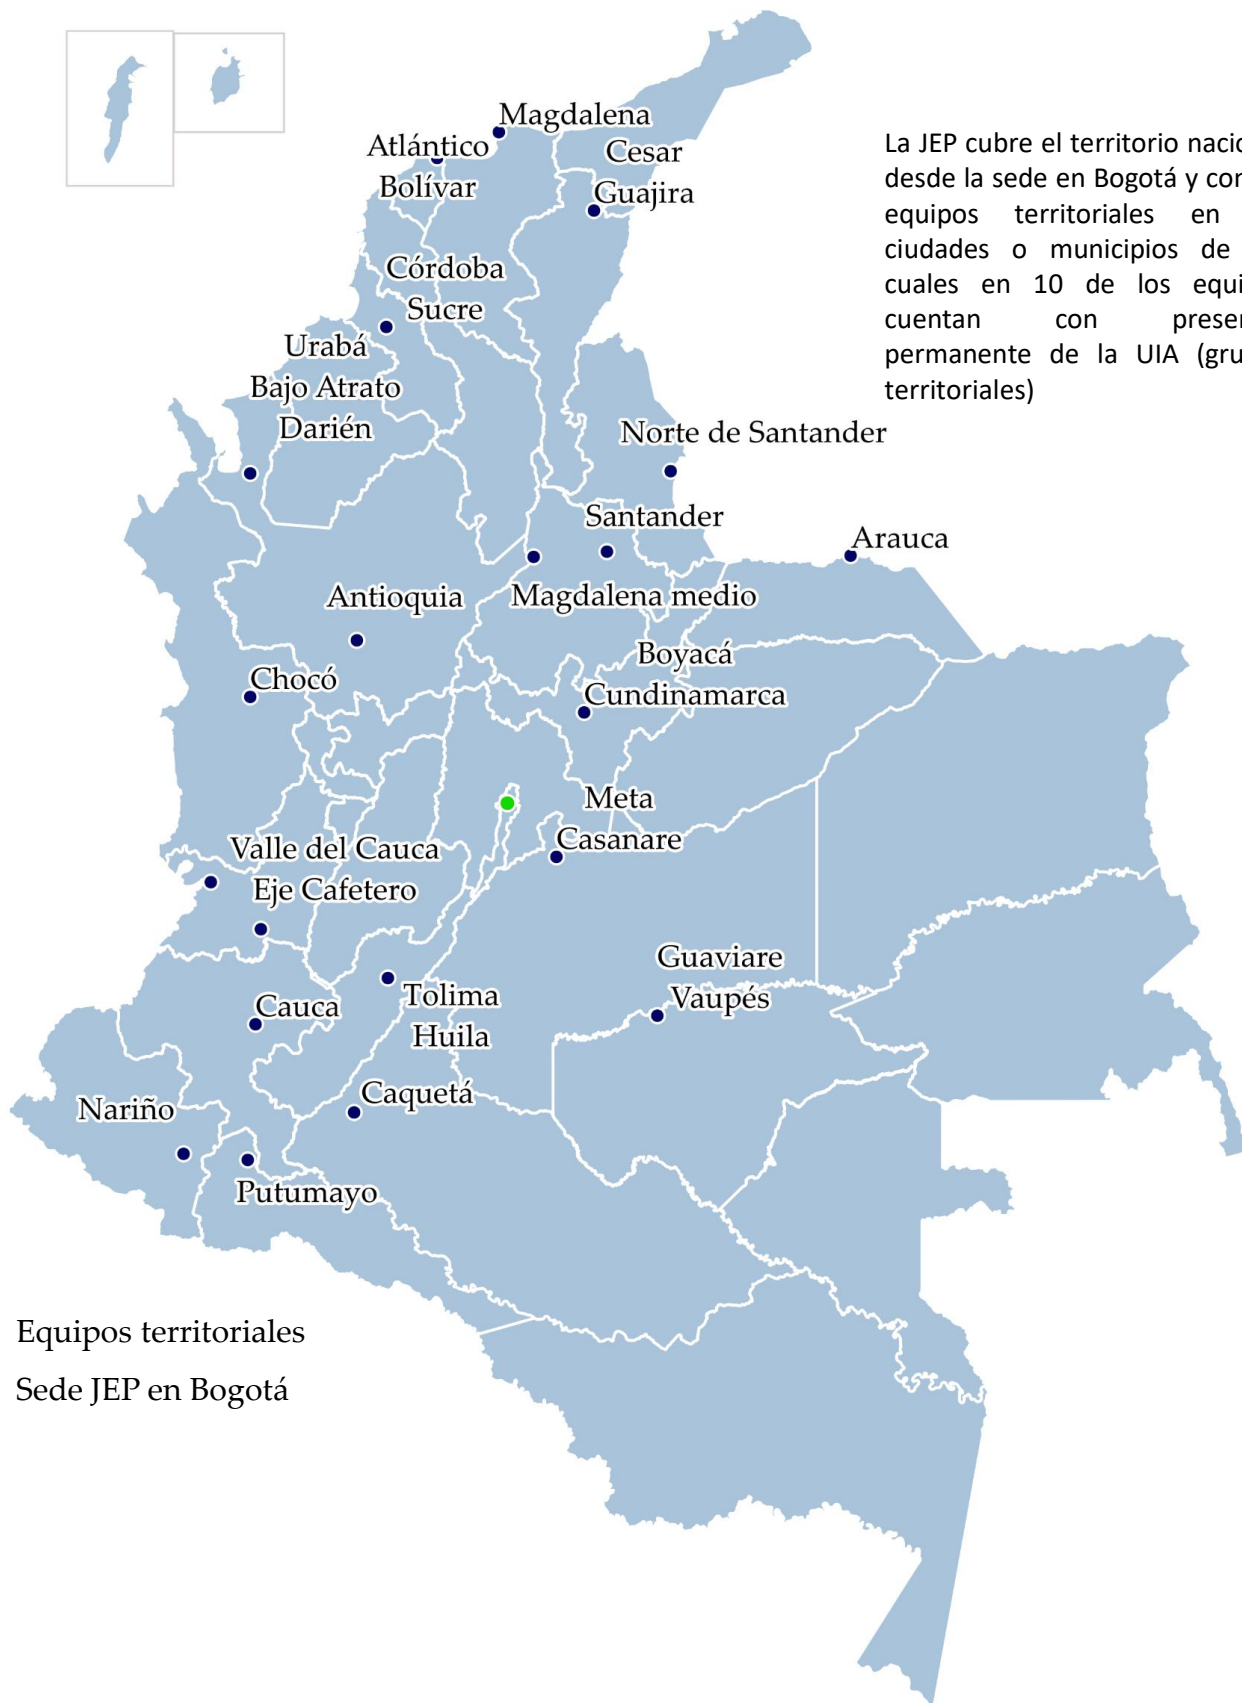 Magdalena
Atlántico
Bolívar
Cesar
Guajira
Córdoba
Sucre
Urabá
Bajo Atrato
Darién
Norte de Santander
Santander
Arauca
Antioquia
Magdalena medio
Boyacá
Cundinamarca
Chocó
Meta
Casanare
Valle del Cauca
Eje Cafetero
Guaviare
Vaupés
Tolima
Huila
Cauca
Caquetá
Nariño
Putumayo
La JEP cubre el territorio
desde la sede en Bogotá y
equipos territoriales en
ciudades o municipios de
cuales en 10 de los
cuentan con
permanente de la UIA
territoriales)
Equipos territoriales
Sede JEP en Bogotá